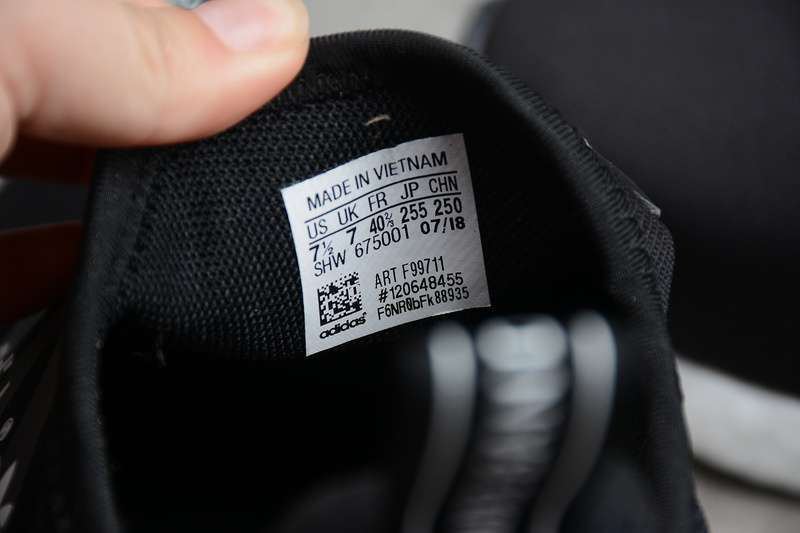 MADE IN VIETNAM
US UK FR JP CHN
7½ 7 40⅔ 255 250
SHW 675001 07/18
ART F99711
#120648455
F6NR0bFk88935
adidas